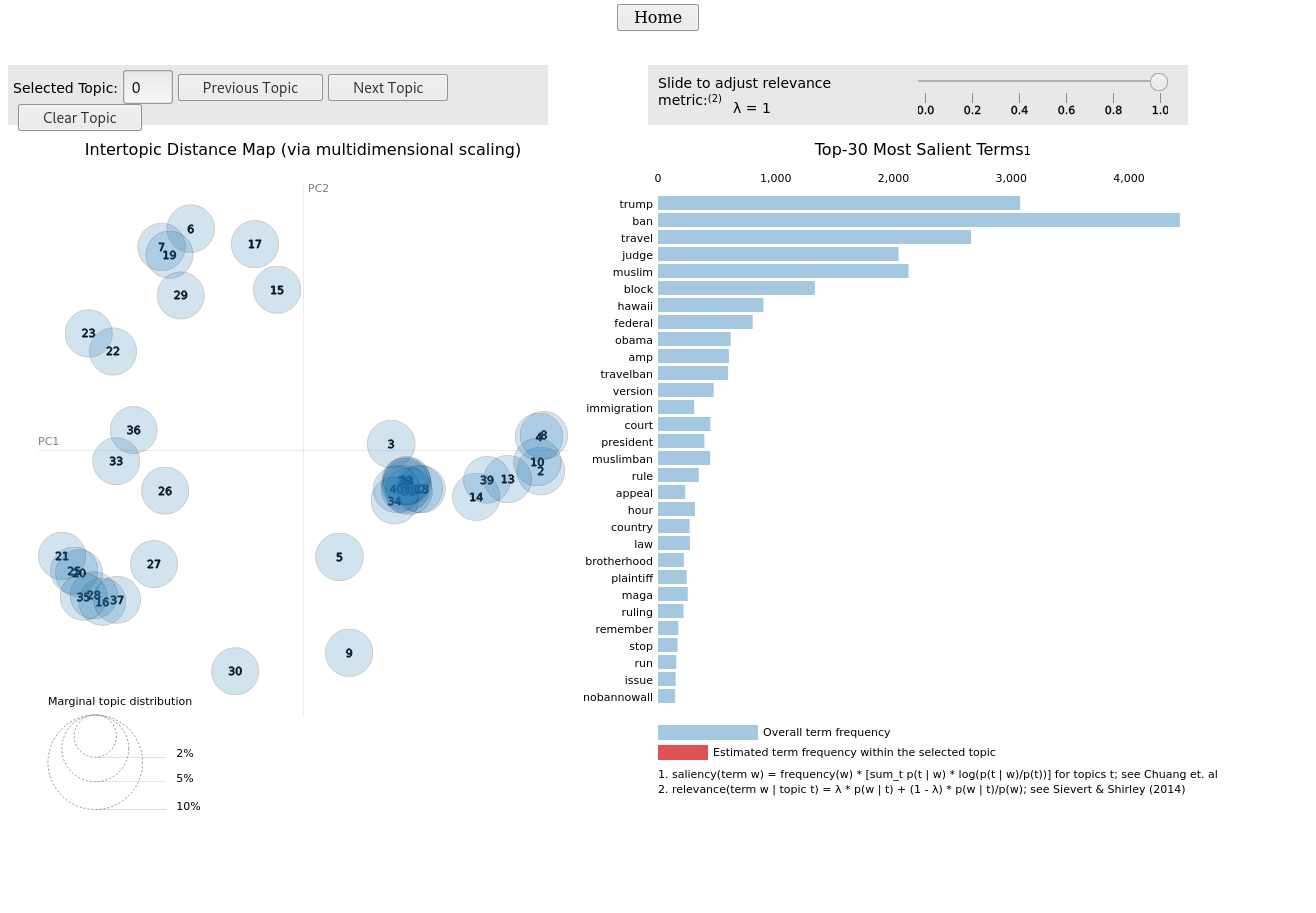 Home
Selected Topic: 0 Previous Topic Next Topic
Clear Topic
Slide to adjust relevance
metric:(2) λ = 1
0.0 0.2 0.4 0.6 0.8 1.0
Intertopic Distance Map (via multidimensional scaling)
PC2
PC1
6
7
19
17
29
15
23
22
36
33
26
3
4
8
10
2
39
13
14
40
34
5
21
25
20
27
35
28
16
37
9
30
Marginal topic distribution
2%
5%
10%
Top-30 Most Salient Terms1
0 1,000 2,000 3,000 4,000
trump
ban
travel
judge
muslim
block
hawaii
federal
obama
amp
travelban
version
immigration
court
president
muslimban
rule
appeal
hour
country
law
brotherhood
plaintiff
maga
ruling
remember
stop
run
issue
nobannowall
Overall term frequency
Estimated term frequency within the selected topic
1. saliency(term w) = frequency(w) * [sum_t p(t | w) * log(p(t | w)/p(t))] for topics t; see Chuang et. al
2. relevance(term w | topic t) = λ * p(w | t) + (1 - λ) * p(w | t)/p(w); see Sievert & Shirley (2014)